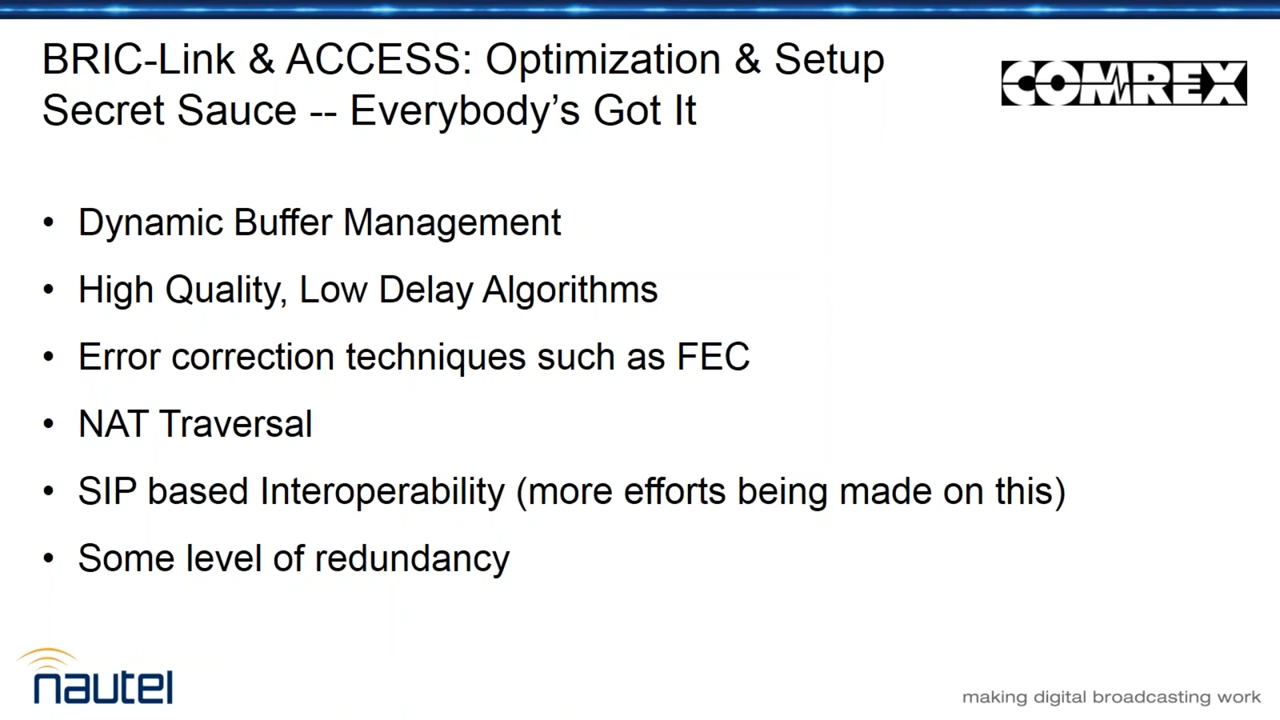 BRIC-Link & ACCESS: Optimization & Setup
Secret Sauce -- Everybody’s Got It
COMREX
• Dynamic Buffer Management
• High Quality, Low Delay Algorithms
• Error correction techniques such as FEC
• NAT Traversal
• SIP based Interoperability (more efforts being made on this)
• Some level of redundancy
nautel
making digital broadcasting work